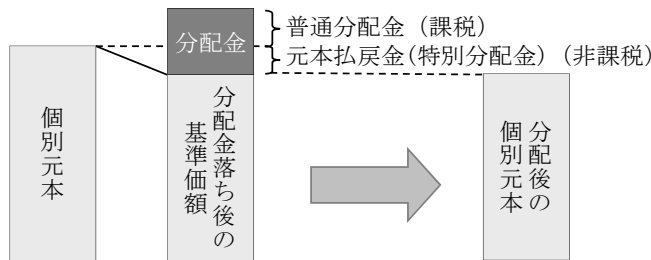 分配金
普通分配金（課税）
元本払戻金（特別分配金）（非課税）
個別元本
分配金落ち後の
基準価額
分配後の
個別元本